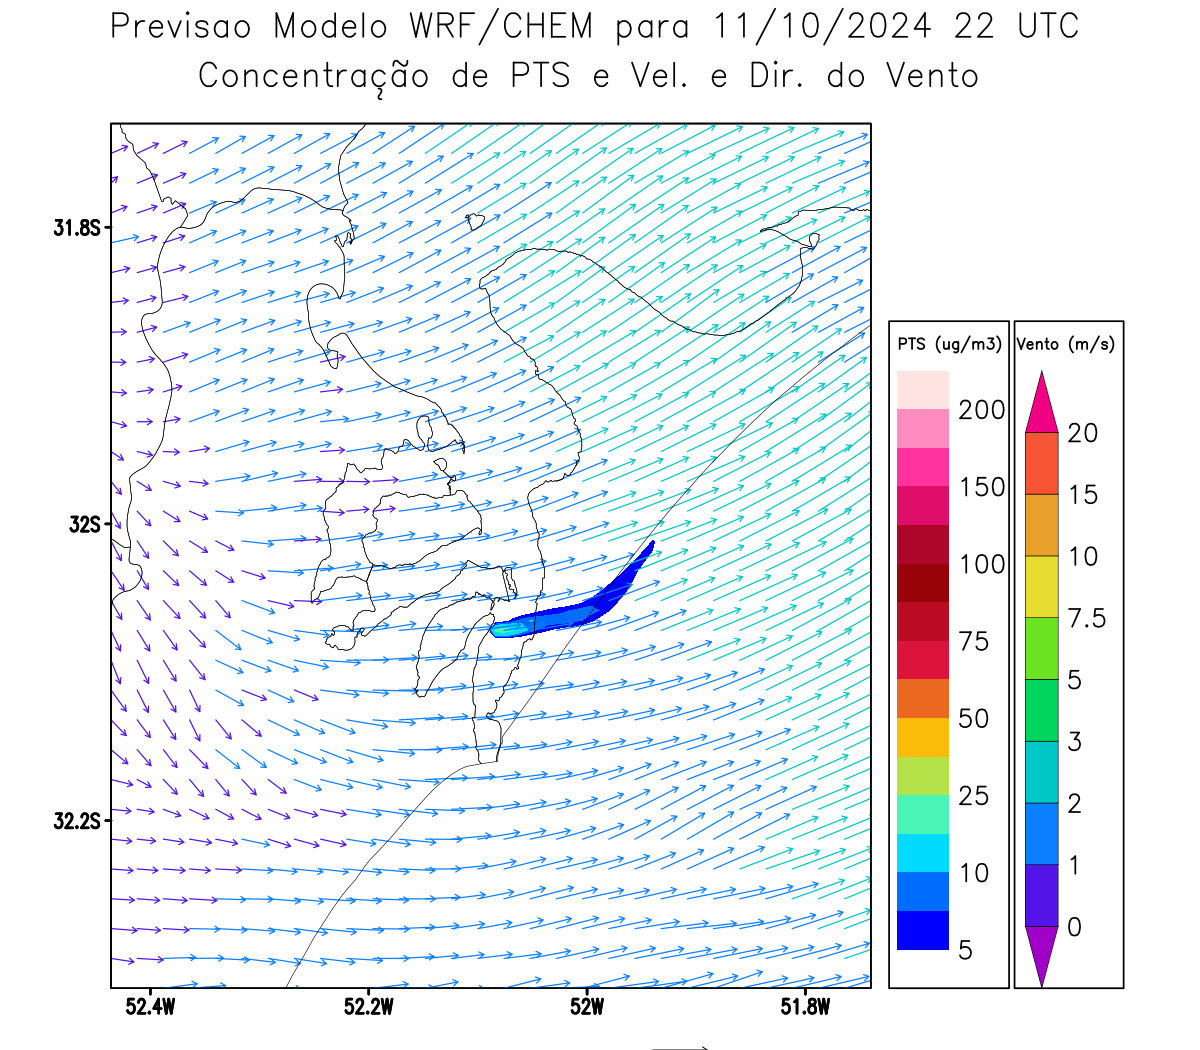 Previsao Modelo WRF/CHEM para 11/10/2024 22 UTC
Concentração de PTS e Vel. e Dir. do Vento
31.8S
32S
32.2S
52.4W
52.2W
52W
51.8W
PTS (ug/m3)
200
150
100
75
50
25
10
5
Vento (m/s)
20
15
10
7.5
5
3
2
1
0